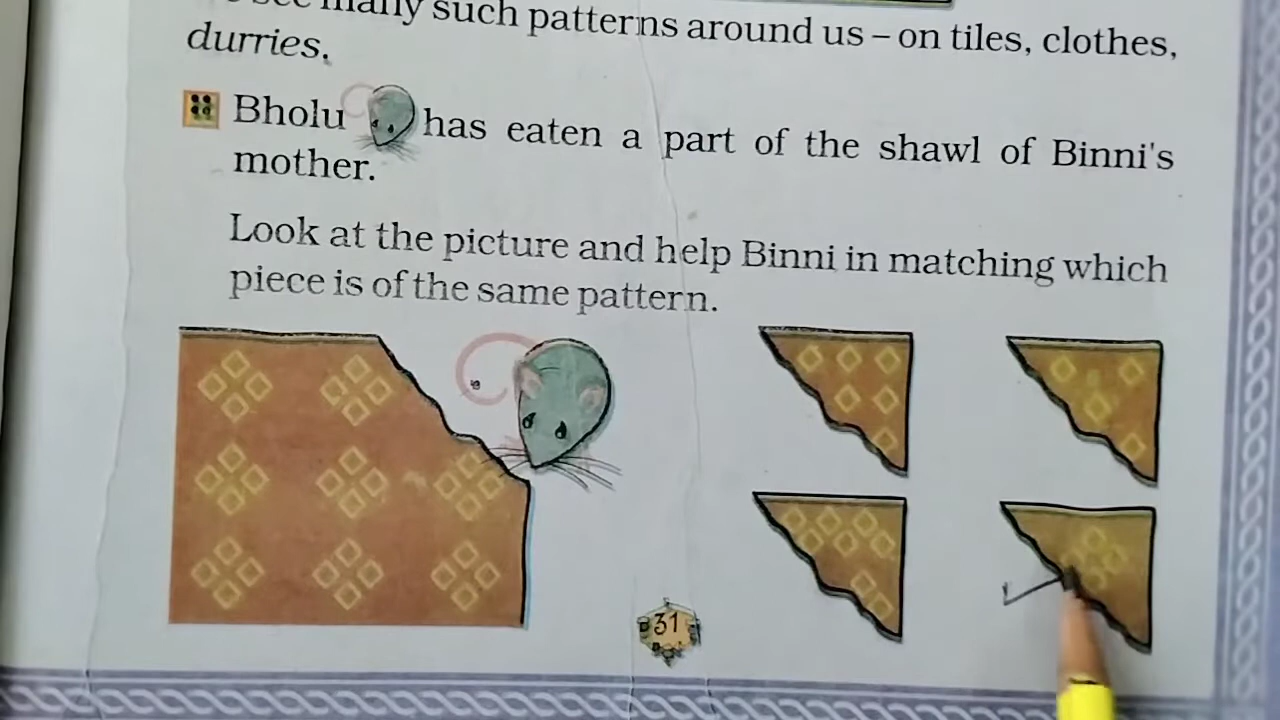 see many such patterns around us – on tiles, clothes,
durries.
Bholu has eaten a part of the shawl of Binni's
mother.
Look at the picture and help Binni in matching which
piece is of the same pattern.
31